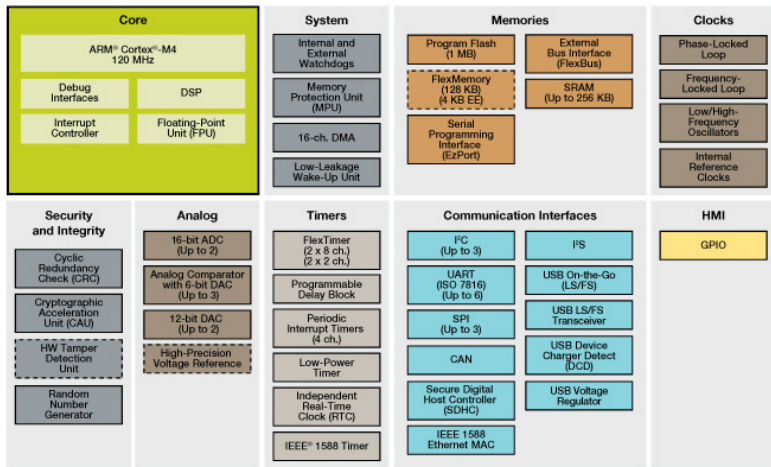 Core
ARM® Cortex®-M4
120 MHz
Debug
Interfaces
DSP
Interrupt
Controller
Floating-Point
Unit (FPU)
System
Internal and
External
Watchdogs
Memory
Protection Unit
(MPU)
16-ch. DMA
Low-Leakage
Wake-Up Unit
Memories
Program Flash
(1 MB)
External
Bus Interface
(FlexBus)
FlexMemory
(128 KB)
(4 KB EE)
SRAM
(Up to 256 KB)
Serial
Programming
Interface
(EzPort)
Clocks
Phase-Locked
Loop
Frequency-
Locked Loop
Low/High-
Frequency
Oscillators
Internal
Reference
Clocks
Security
and Integrity
Cyclic
Redundancy
Check (CRC)
Cryptographic
Acceleration
Unit (CAU)
HW Tamper
Detection
Unit
Random
Number
Generator
Analog
16-bit ADC
(Up to 2)
Analog Comparator
with 6-bit DAC
(Up to 3)
12-bit DAC
(Up to 2)
High-Precision
Voltage Reference
Timers
FlexTimer
(2 x 8 ch.)
(2 x 2 ch.)
Programmable
Delay Block
Periodic
Interrupt Timers
(4 ch.)
Low-Power
Timer
Independent
Real-Time
Clock (RTC)
IEEE® 1588 Timer
Communication Interfaces
I²C
(Up to 3)
UART
(ISO 7816)
(Up to 6)
SPI
(Up to 3)
CAN
Secure Digital
Host Controller
(SDHC)
IEEE 1588
Ethernet MAC
I²S
USB On-the-Go
(LS/FS)
USB LS/FS
Transceiver
USB Device
Charger Detect
(DCD)
USB Voltage
Regulator
HMI
GPIO